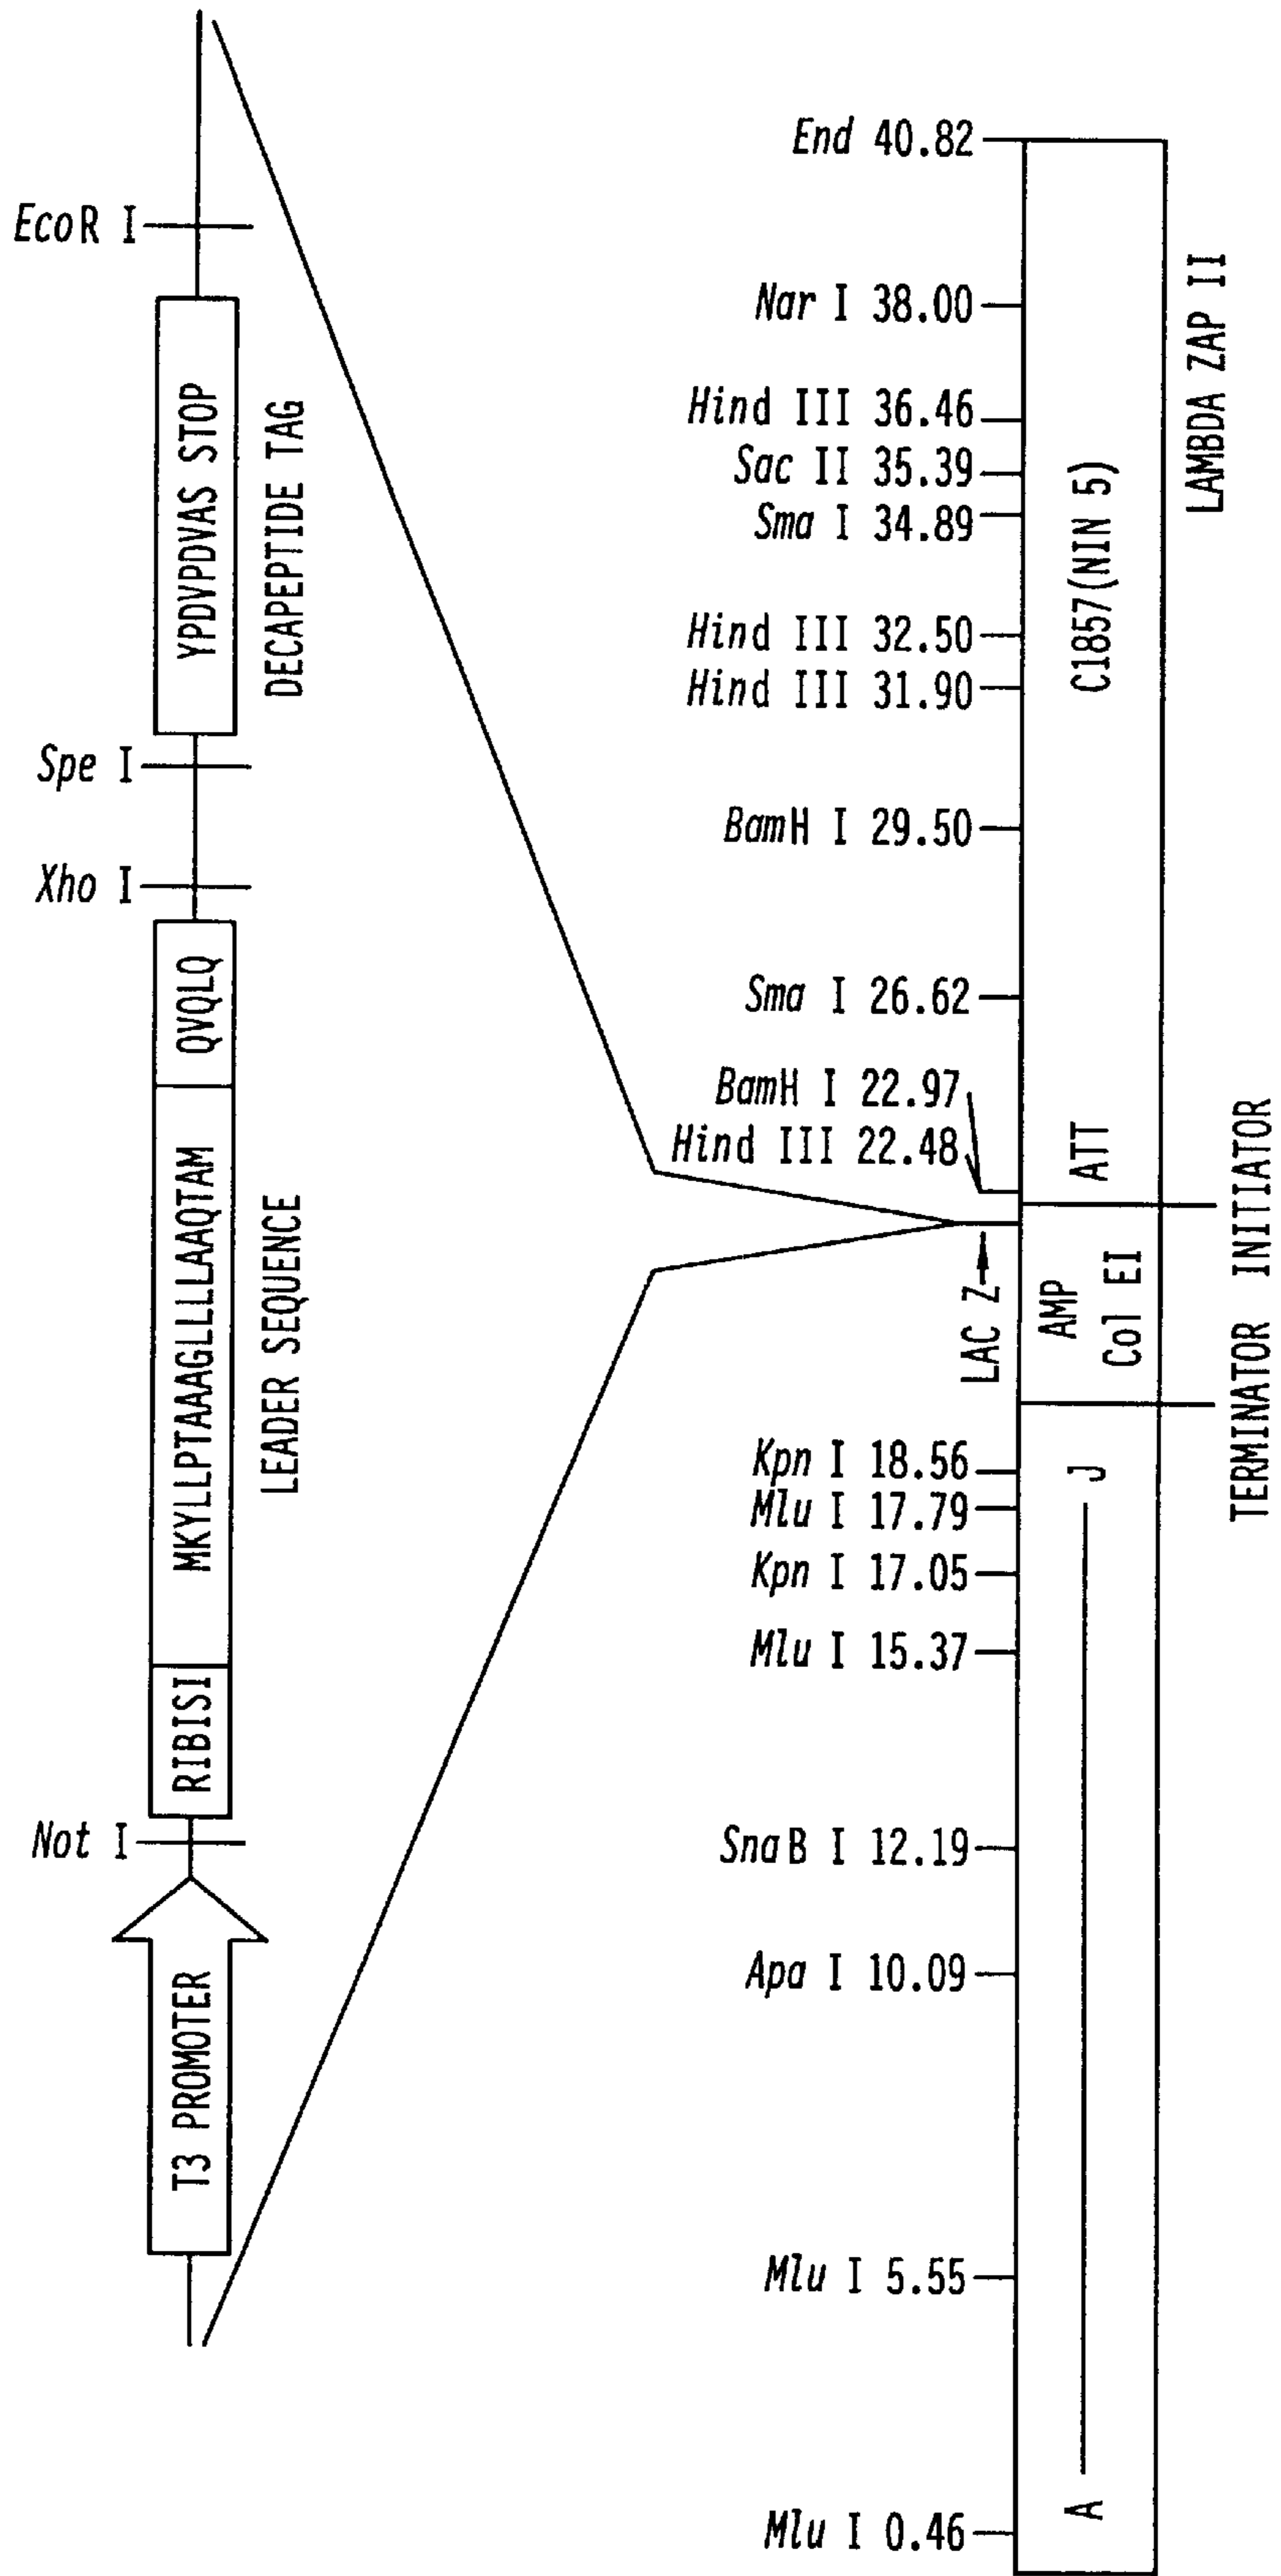 T3 PROMOTER
Not I
RIBISI
MKYLLPTAAAGLLLLAAQTAM
QVQLQ
LEADER SEQUENCE
Xho I
Spe I
YPDVPDVAS STOP
DECAPEPTIDE TAG
EcoR I
Mlu I 0.46
Mlu I 5.55
Apa I 10.09
SnaB I 12.19
Mlu I 15.37
Kpn I 17.05
Mlu I 17.79
Kpn I 18.56
LAC Z
Hind III 22.48
BamH I 22.97
Sma I 26.62
BamH I 29.50
Hind III 31.90
Hind III 32.50
Sma I 34.89
Sac II 35.39
Hind III 36.46
Nar I 38.00
End 40.82
A
J
AMP
Col EI
ATT
C1857(NIN 5)
TERMINATOR INITIATOR
LAMBDA ZAP II